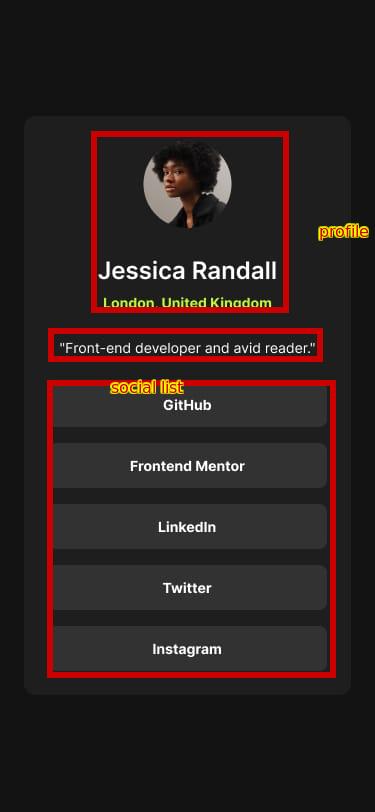 Jessica Randall
London, United Kingdom
profile
"Front-end developer and avid reader."
social list
GitHub
Frontend Mentor
LinkedIn
Twitter
Instagram